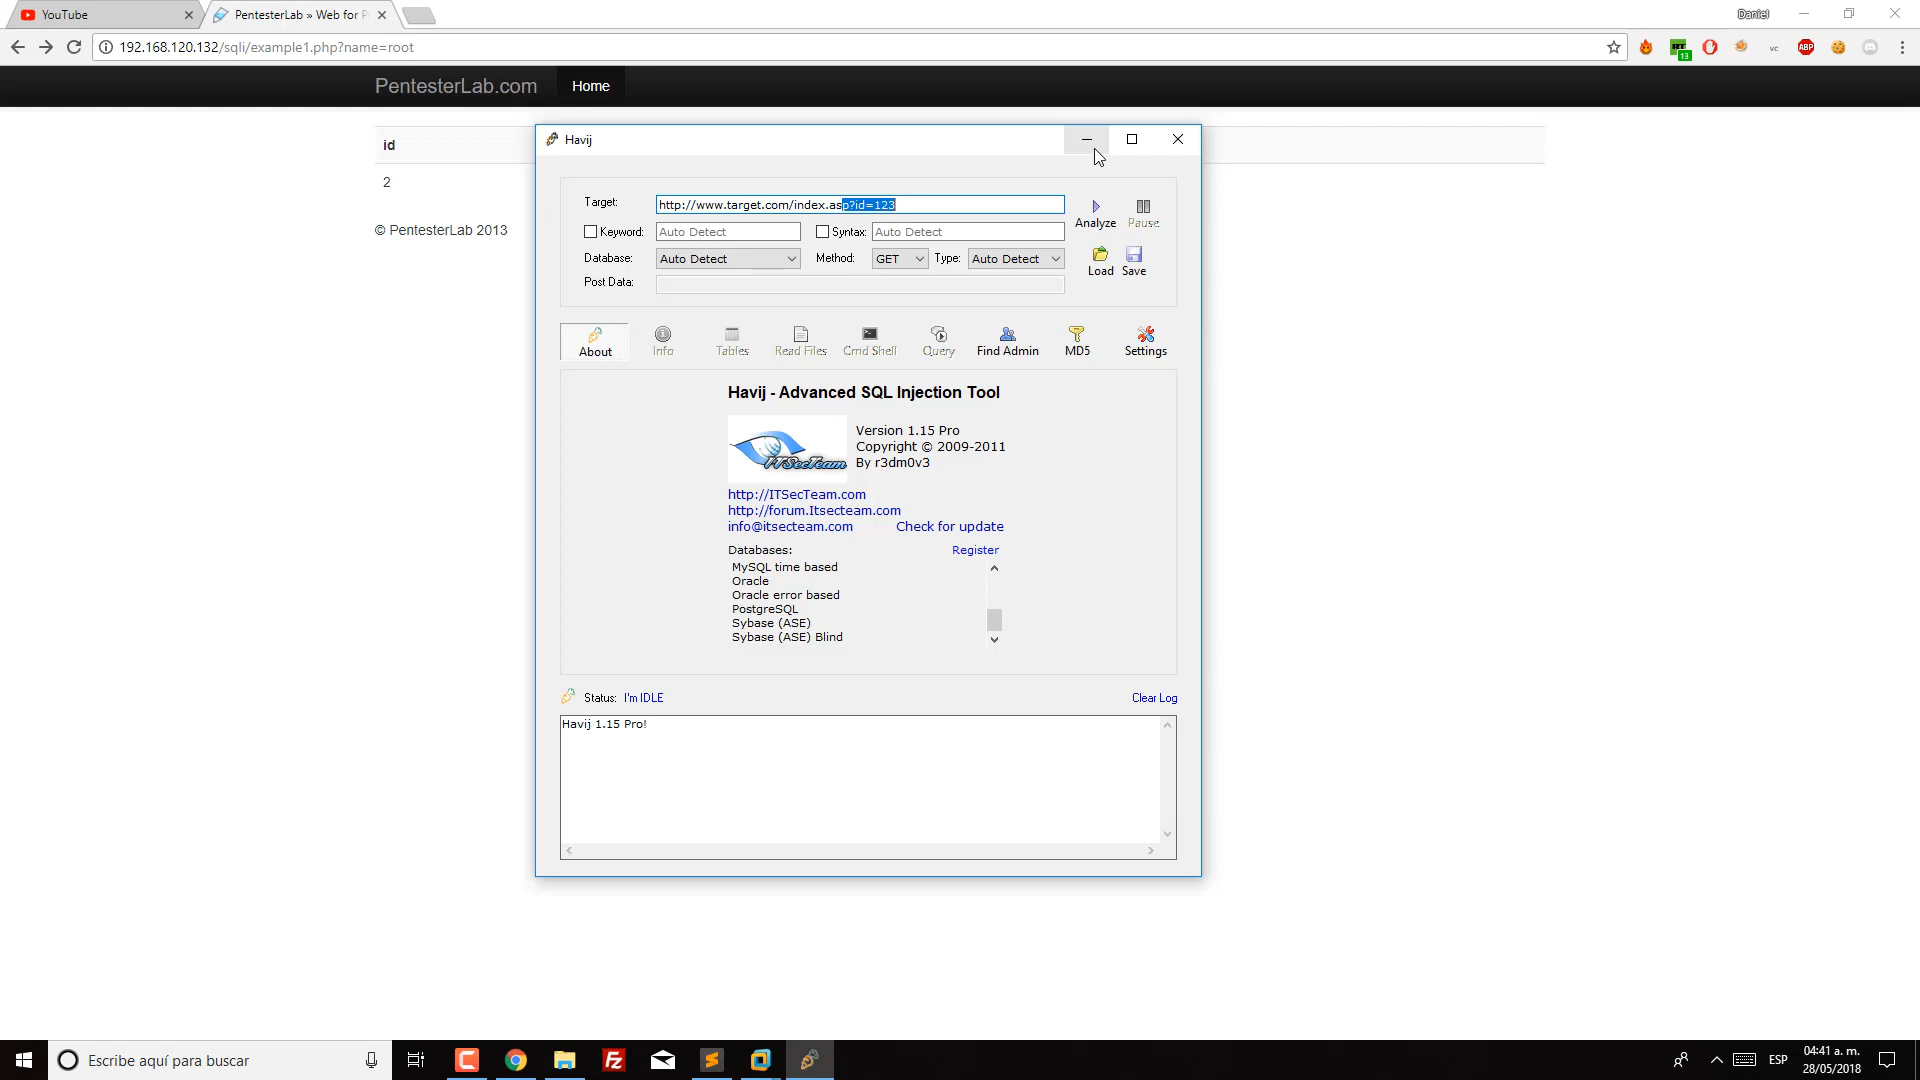 YouTube
PentesterLab » Web for P
Daniel
192.168.120.132/sqli/example1.php?name=root
13
vc
ABP
PentesterLab.com
Home
id
2
© PentesterLab 2013
Havij
Target:
http://www.target.com/index.asp?id=123
Analyze
Pause
Keyword:
Auto Detect
Syntax:
Auto Detect
Database:
Auto Detect
Method:
GET
Type:
Auto Detect
Load
Save
Post Data:
About
Info
Tables
Read Files
Cmd Shell
Query
Find Admin
MD5
Settings
Havij - Advanced SQL Injection Tool
ITSecTeam
Version 1.15 Pro
Copyright © 2009-2011
By r3dm0v3
http://ITSecTeam.com
http://forum.Itsecteam.com
info@itsecteam.com
Check for update
Databases:
Register
MySQL time based
Oracle
Oracle error based
PostgreSQL
Sybase (ASE)
Sybase (ASE) Blind
Status: I'm IDLE
Clear Log
Havij 1.15 Pro!
Escribe aquí para buscar
ESP
04:41 a. m.
28/05/2018